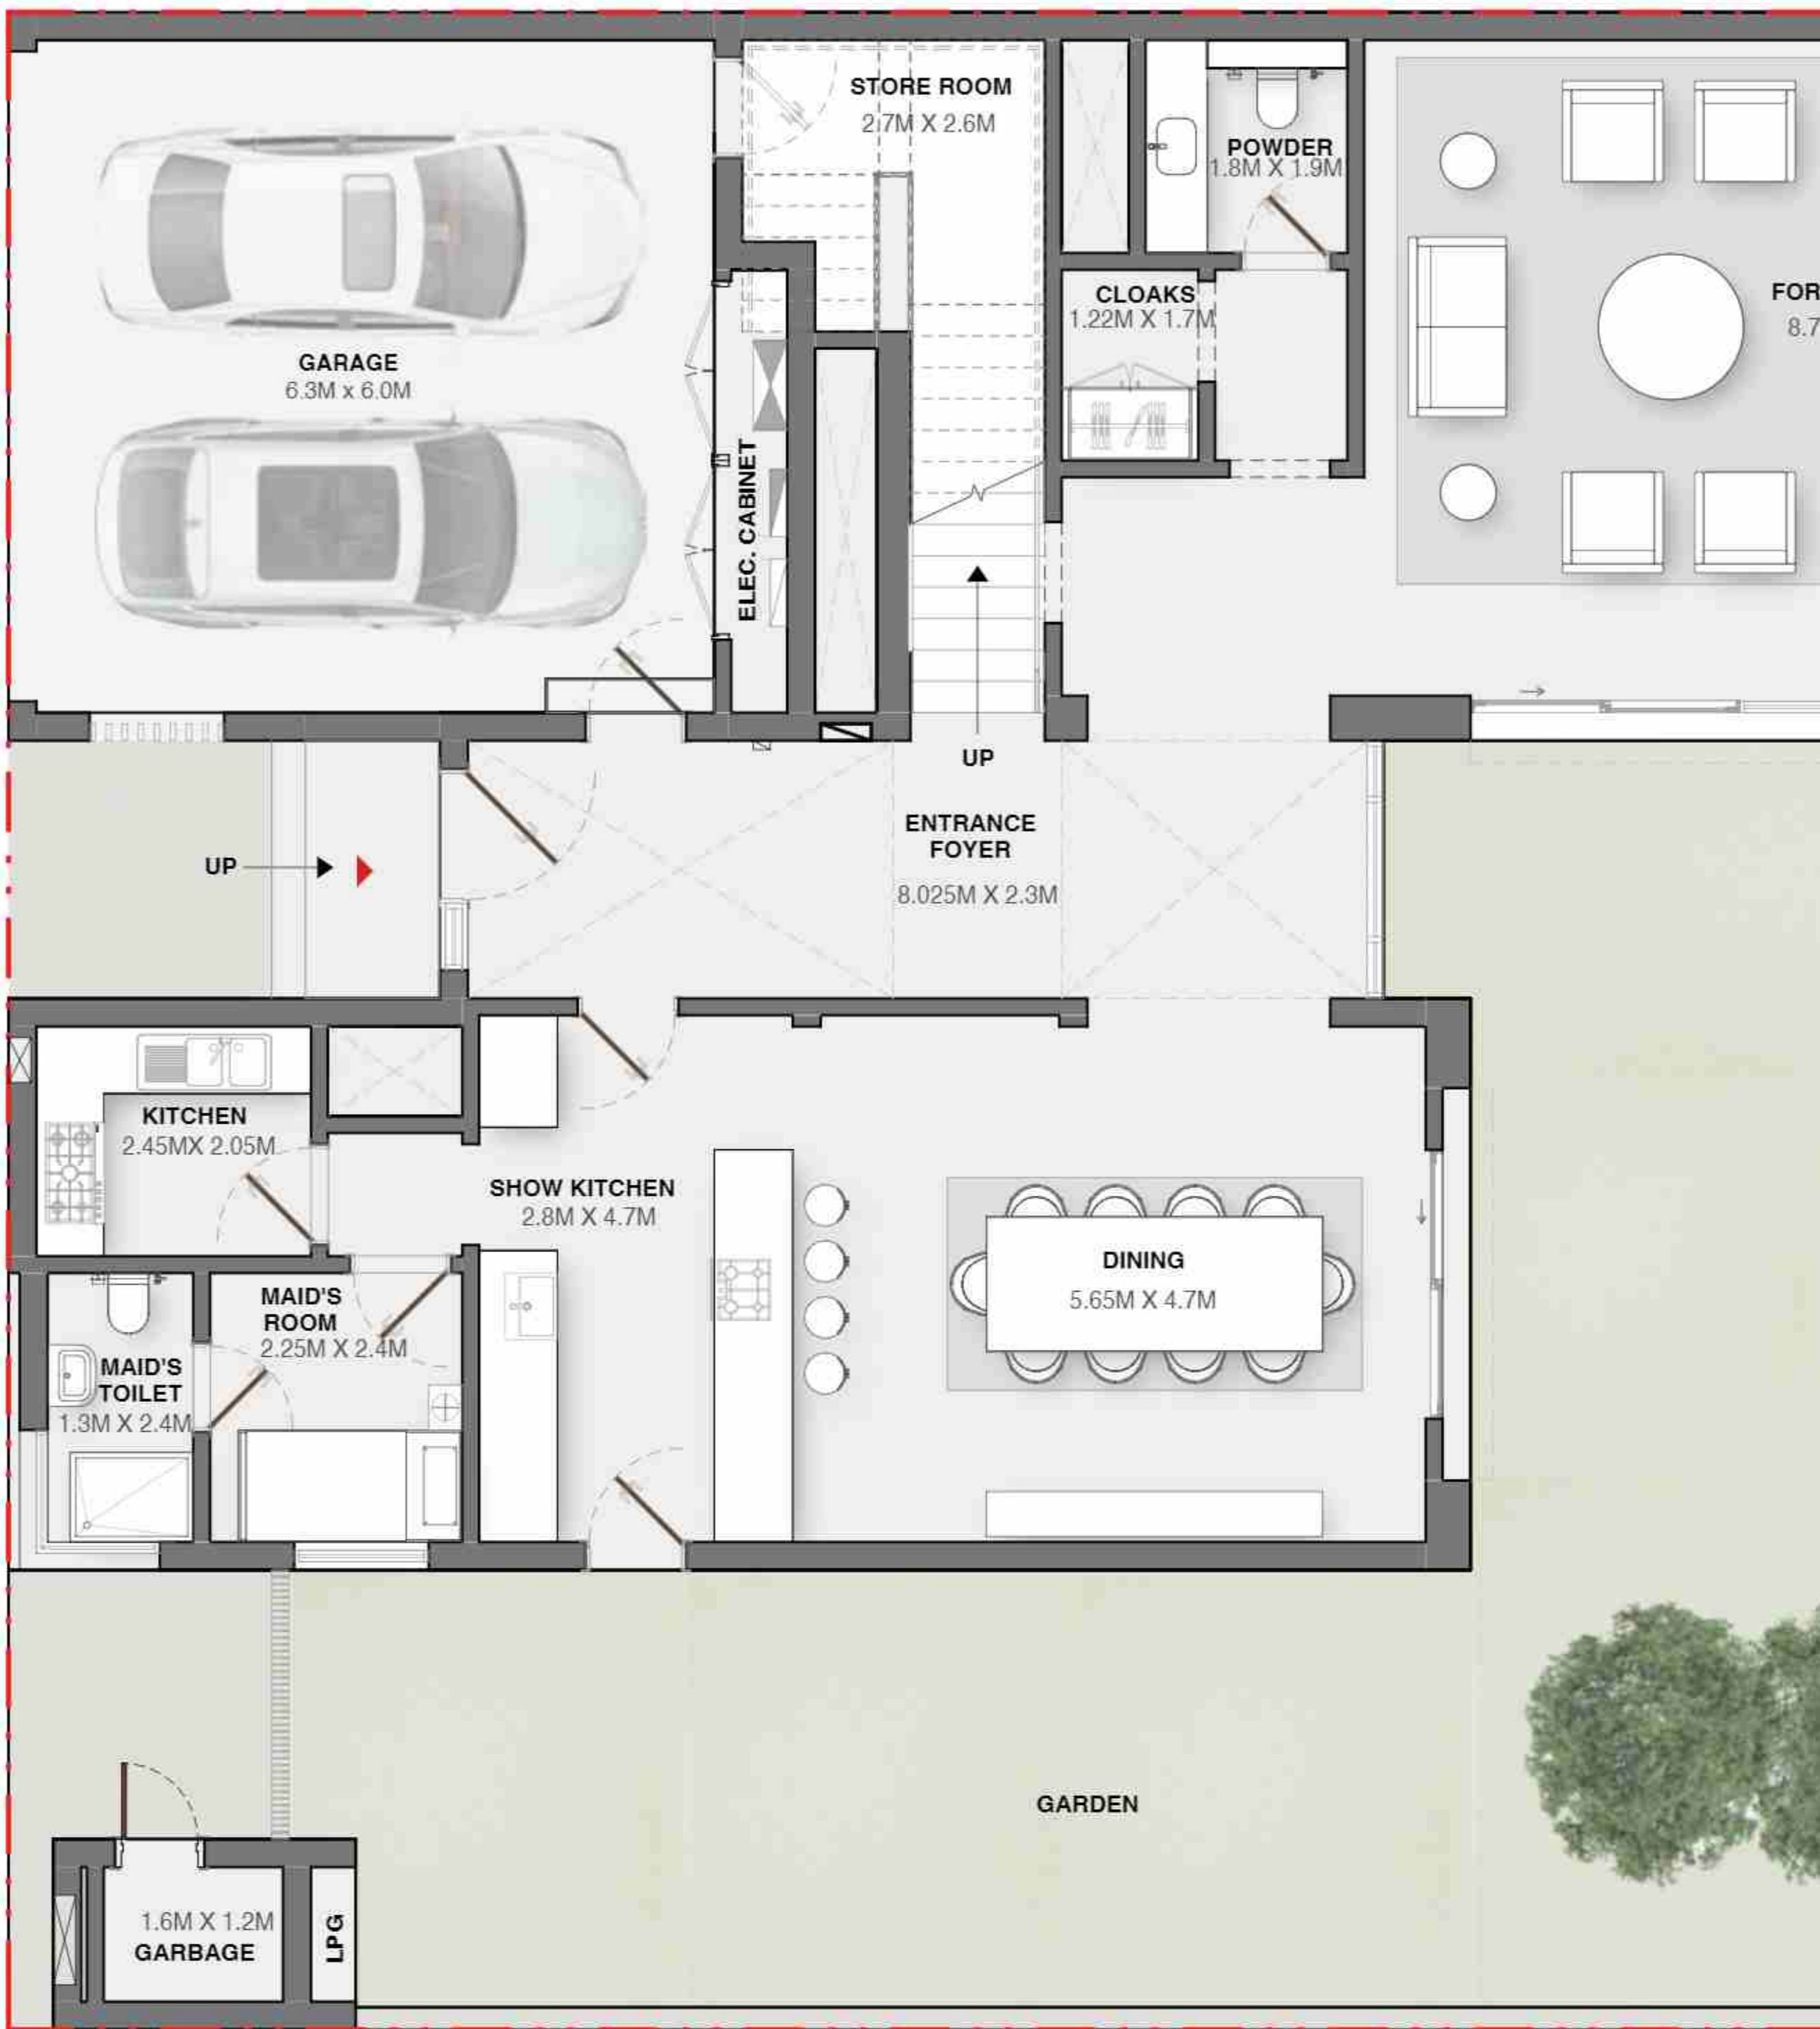 STORE ROOM
2.7M X 2.6M
POWDER
1.8M X 1.9M
CLOAKS
1.22M X 1.7M
FOR
8.7
GARAGE
6.3M x 6.0M
ELEC. CABINET
UP
ENTRANCE
FOYER
8.025M X 2.3M
UP
KITCHEN
2.45MX 2.05M
SHOW KITCHEN
2.8M X 4.7M
DINING
5.65M X 4.7M
MAID'S
ROOM
2.25M X 2.4M
MAID'S
TOILET
1.3M X 2.4M
GARDEN
1.6M X 1.2M
GARBAGE
LPG